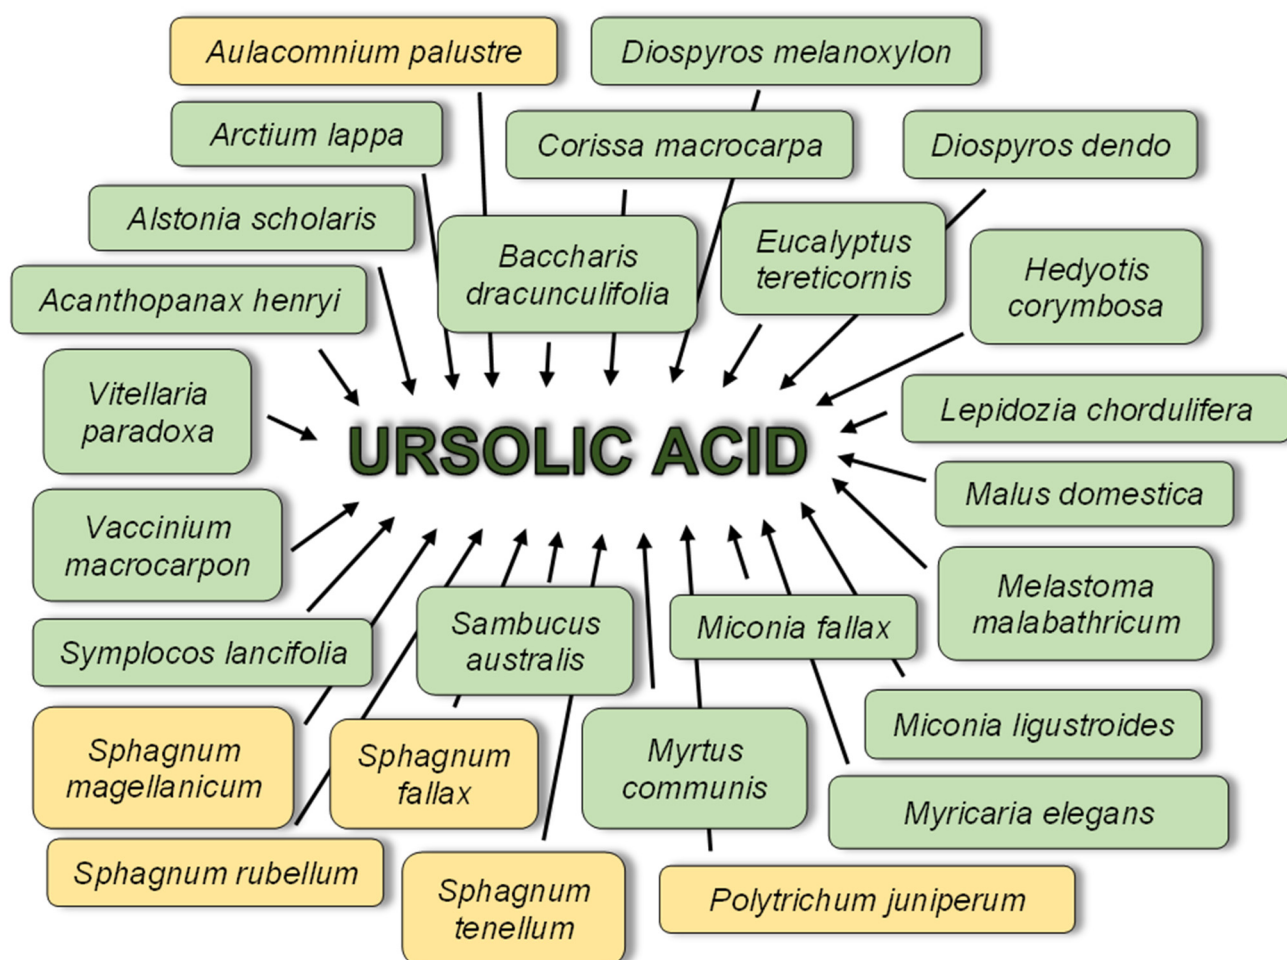 Aulacomnium palustre
Diospyros melanoxylon
Arctium lappa
Corissa macrocarpa
Diospyros dendo
Alstonia scholaris
Baccharis
dracunculifolia
Eucalyptus
tereticornis
Hedyotis
corymbosa
Acanthopanax henryi
Vitellaria
paradoxa
Lepidozia chordulifera
URSOLIC ACID
Malus domestica
Vaccinium
macrocarpon
Melastoma
malabathricum
Symplocos lancifolia
Sambucus
australis
Miconia fallax
Miconia ligustroides
Sphagnum
magellanicum
Sphagnum
fallax
Myrtus
communis
Myricaria elegans
Sphagnum rubellum
Sphagnum
tenellum
Polytrichum juniperum